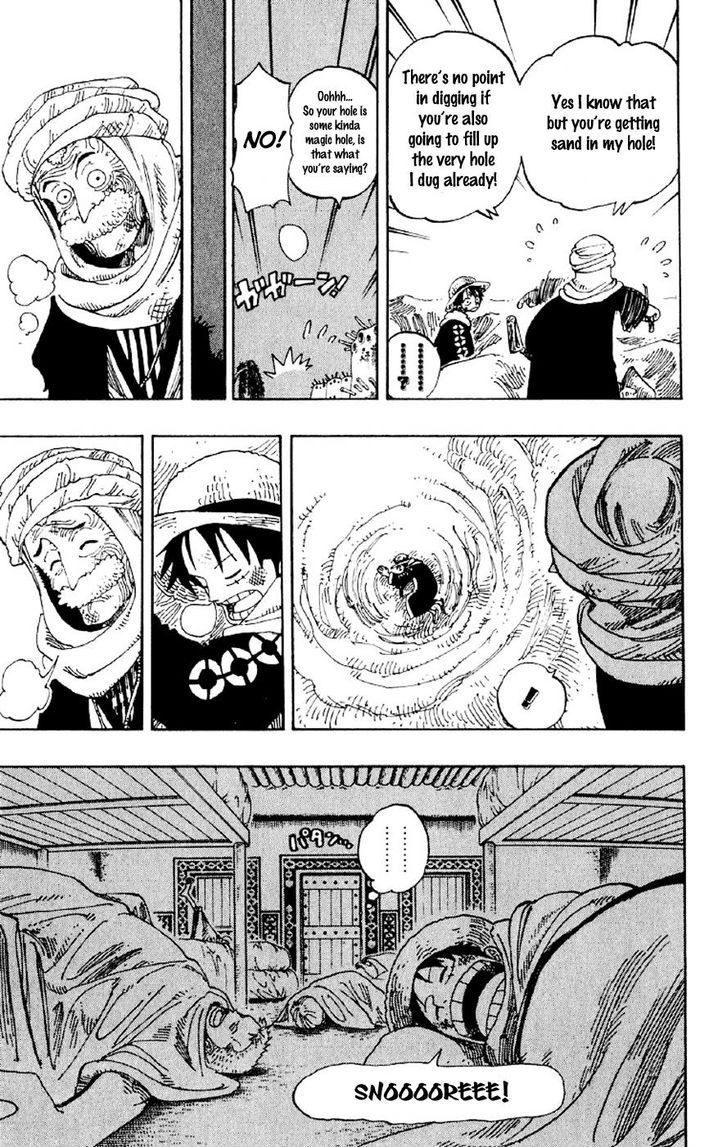 Yes I know that
but you're getting
sand in my hole!
There's no point
in digging if
you're also
going to fill up
the very hole
I dug already!
........
........?
Oohhh...
So your hole is
some kinda
magic hole, is
that what
you're saying?
NO!
ガガーン!
!
........
パタン...
SNOOOOREEE!